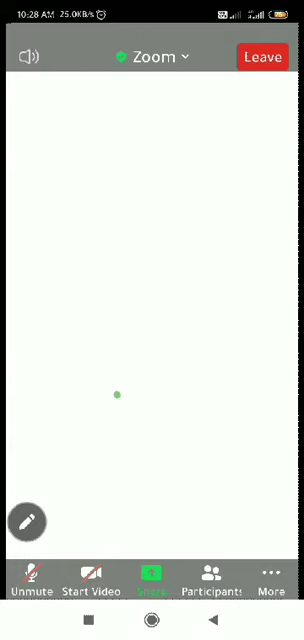 10:28 AM 25.0KB/s
Zoom
Leave
Unmute
Start Video
Share
Participants
More